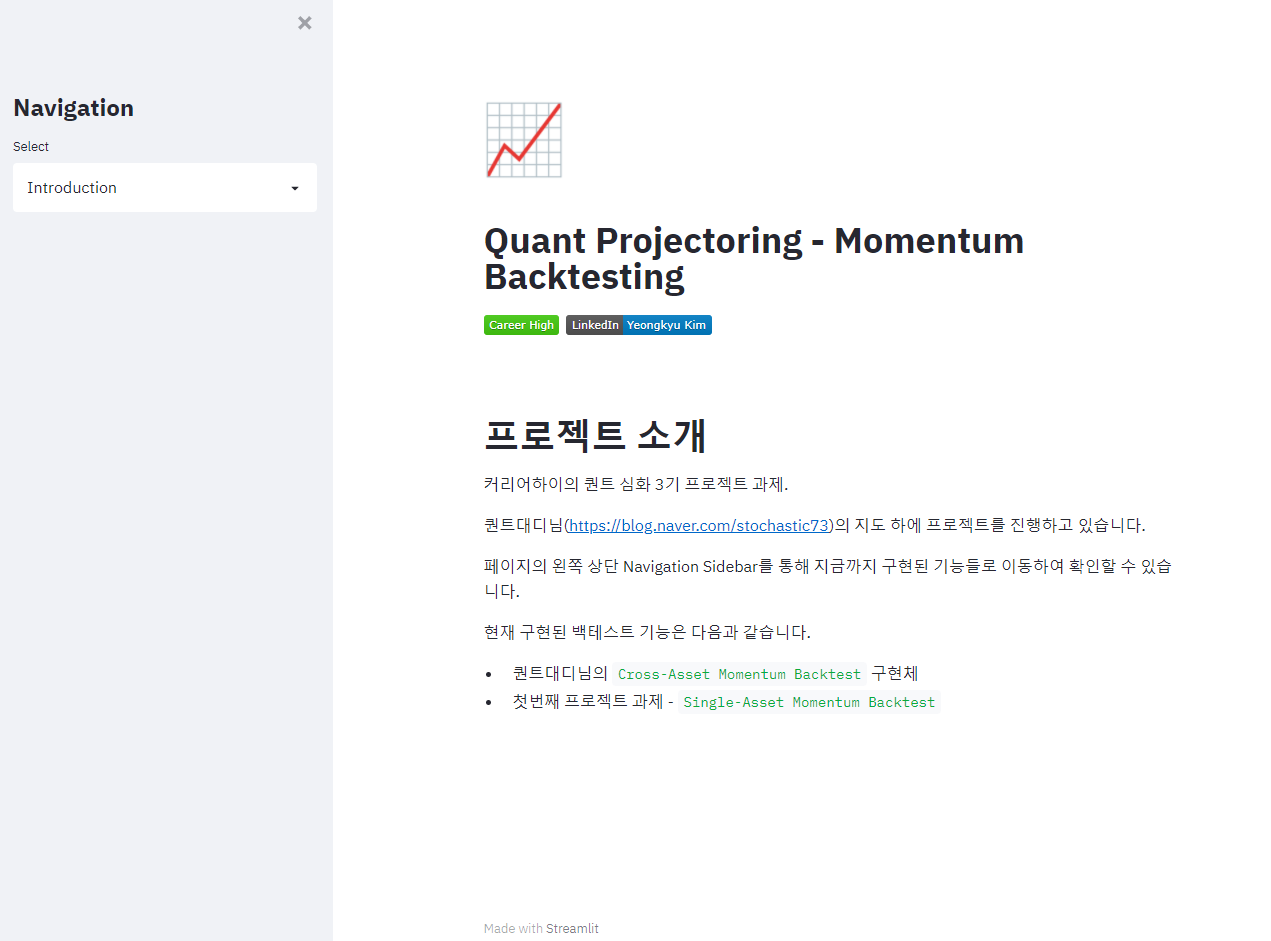 Navigation
Select
Introduction
Quant Projectoring - Momentum
Backtesting
Career High LinkedIn Yeongkyu Kim
프로젝트 소개
커리어하이의 퀀트 심화 3기 프로젝트 과제.
퀀트대디님(https://blog.naver.com/stochastic73)의 지도 하에 프로젝트를 진행하고 있습니다.
페이지의 왼쪽 상단 Navigation Sidebar를 통해 지금까지 구현된 기능들로 이동하여 확인할 수 있습
니다.
현재 구현된 백테스트 기능은 다음과 같습니다.
• 퀀트대디님의 Cross-Asset Momentum Backtest 구현체
• 첫번째 프로젝트 과제 - Single-Asset Momentum Backtest
Made with Streamlit